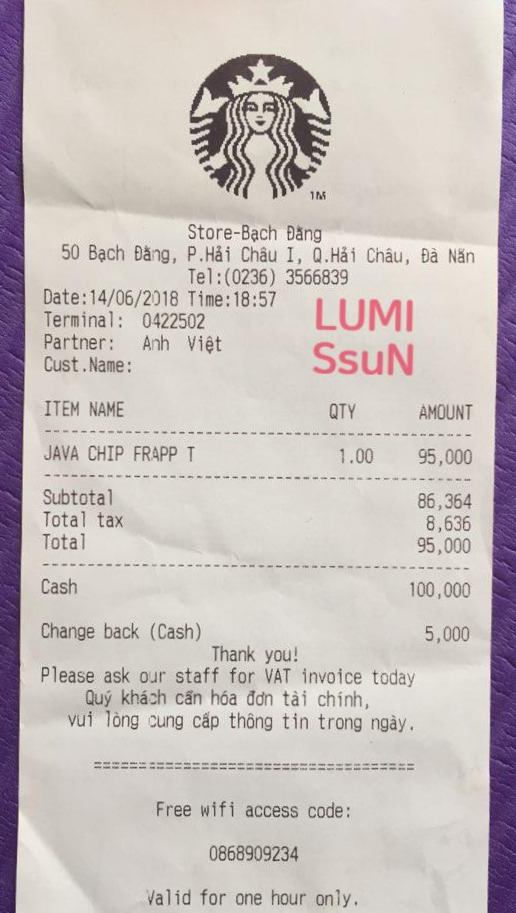 TM
Store-Bạch Đằng
50 Bạch Đằng, P.Hải Châu I, Q.Hải Châu, Đà Nẵn
Tel:(0236) 3566839
Date:14/06/2018 Time:18:57
Terminal: 0422502
Partner: Anh Việt
Cust.Name:
LUMI
SsuN
ITEM NAME QTY AMOUNT
JAVA CHIP FRAPP T 1.00 95,000
Subtotal 86,364
Total tax 8,636
Total 95,000
Cash 100,000
Change back (Cash) 5,000
Thank you!
Please ask our staff for VAT invoice today
Quý khách cần hóa đơn tài chính,
vui lòng cung cấp thông tin trong ngày.
====================================
Free wifi access code:
0868909234
Valid for one hour only.